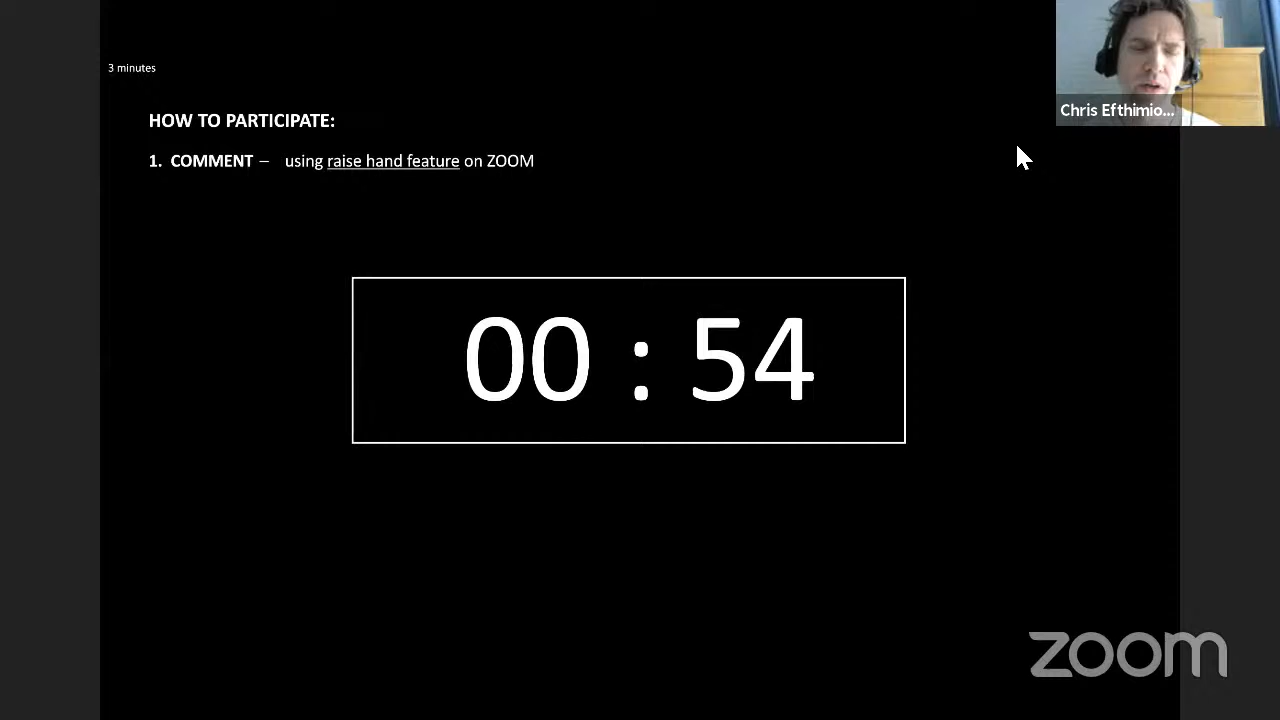 3 minutes
Chris Efthimio...
HOW TO PARTICIPATE:
1. COMMENT – using raise hand feature on ZOOM
00 : 54
zoom